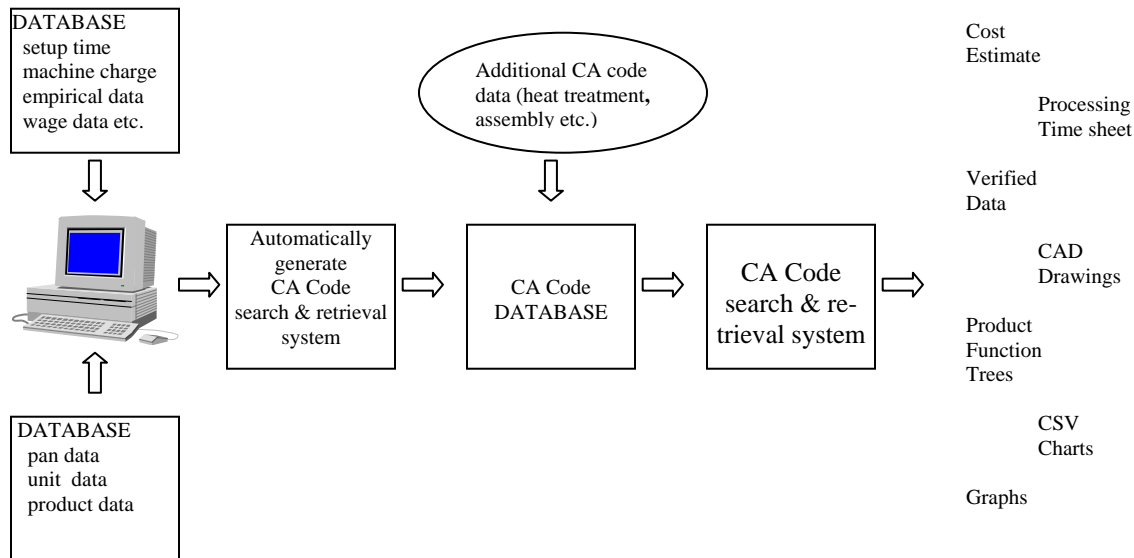 DATABASE
setup time
machine charge
empirical data
wage data etc.
Additional CA code
data (heat treatment,
assembly etc.)
Automatically
generate
CA Code
search & retrieval
system
CA Code
DATABASE
CA Code
search & re-
trieval system
DATABASE
pan data
unit data
product data
Cost
Estimate
Processing
Time sheet
Verified
Data
CAD
Drawings
Product
Function
Trees
CSV
Charts
Graphs